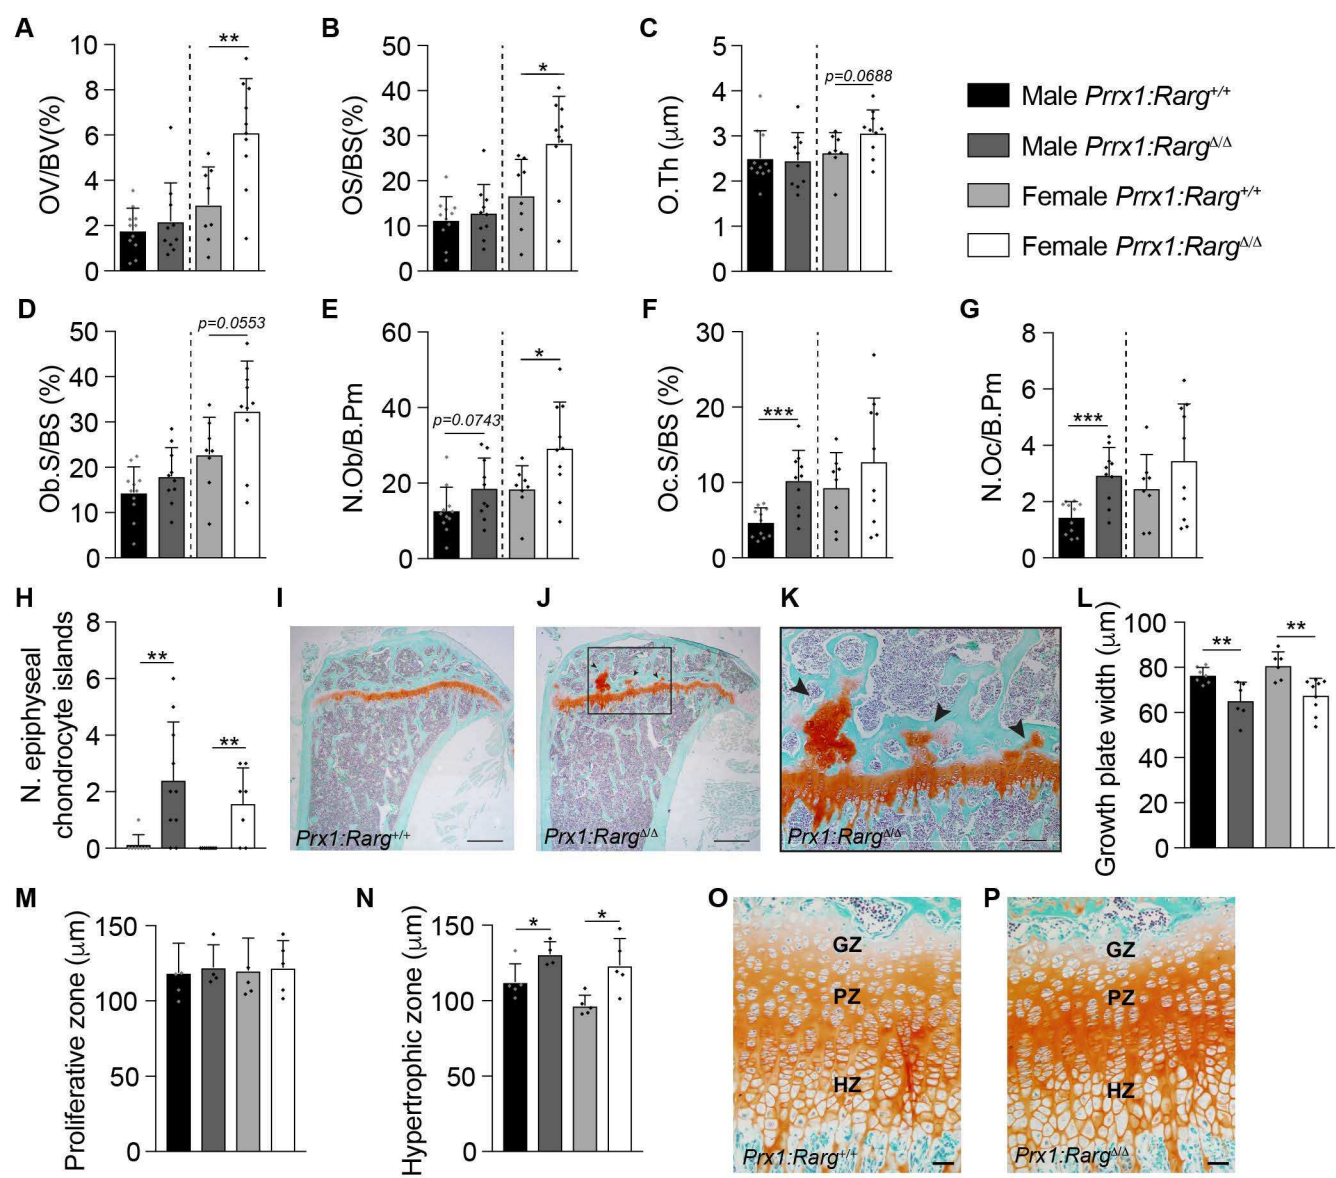 A
OV/BV(%)
10
8
6
4
2
0
**
B
OS/BS(%)
50
40
30
20
10
0
*
C
O.Th (μm)
5
4
3
2
1
0
p=0.0688
Male Prrx1:Rarg+/+
Male Prrx1:RargΔ/Δ
Female Prrx1:Rarg+/+
Female Prrx1:RargΔ/Δ
D
Ob.S/BS (%)
50
40
30
20
10
0
p=0.0553
E
N.Ob/B.Pm
60
40
20
0
p=0.0743
*
F
Oc.S/BS (%)
30
20
10
0
***
G
N.Oc/B.Pm
8
6
4
2
0
***
H
N. epiphyseal
chondrocyte islands
8
6
4
2
0
**
**
I
Prx1:Rarg+/+
J
Prx1:RargΔ/Δ
K
Prx1:RargΔ/Δ
L
Growth plate width (μm)
100
80
60
40
20
0
**
**
M
Proliferative zone (μm)
150
100
50
0
N
Hypertrophic zone (μm)
150
100
50
0
*
*
O
GZ
PZ
HZ
Prx1:Rarg+/+
P
GZ
PZ
HZ
Prx1:RargΔ/Δ